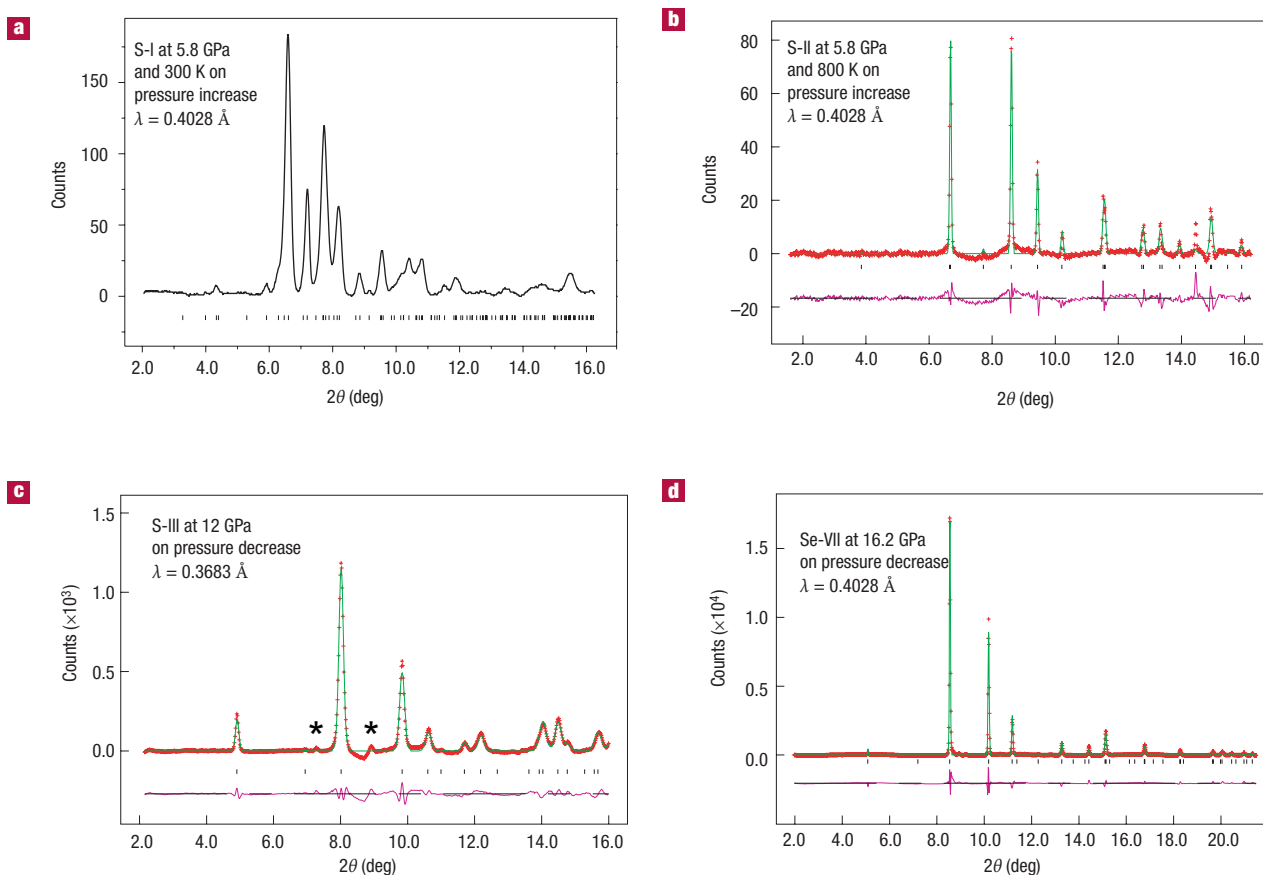 a
S-I at 5.8 GPa
and 300 K on
pressure increase
λ = 0.4028 Å
Counts
150
100
50
0
2.0 4.0 6.0 8.0 10.0 12.0 14.0 16.0
2θ (deg)
b
S-II at 5.8 GPa
and 800 K on
pressure increase
λ = 0.4028 Å
Counts
80
60
40
20
0
–20
2.0 4.0 6.0 8.0 10.0 12.0 14.0 16.0
2θ (deg)
c
S-III at 12 GPa
on pressure decrease
λ = 0.3683 Å
Counts (×10³)
1.5
1.0
0.5
0.0
* *
2.0 4.0 6.0 8.0 10.0 12.0 14.0 16.0
2θ (deg)
d
Se-VII at 16.2 GPa
on pressure decrease
λ = 0.4028 Å
Counts (×10⁴)
1.5
1.0
0.5
0.0
2.0 4.0 6.0 8.0 10.0 12.0 14.0 16.0 18.0 20.0
2θ (deg)